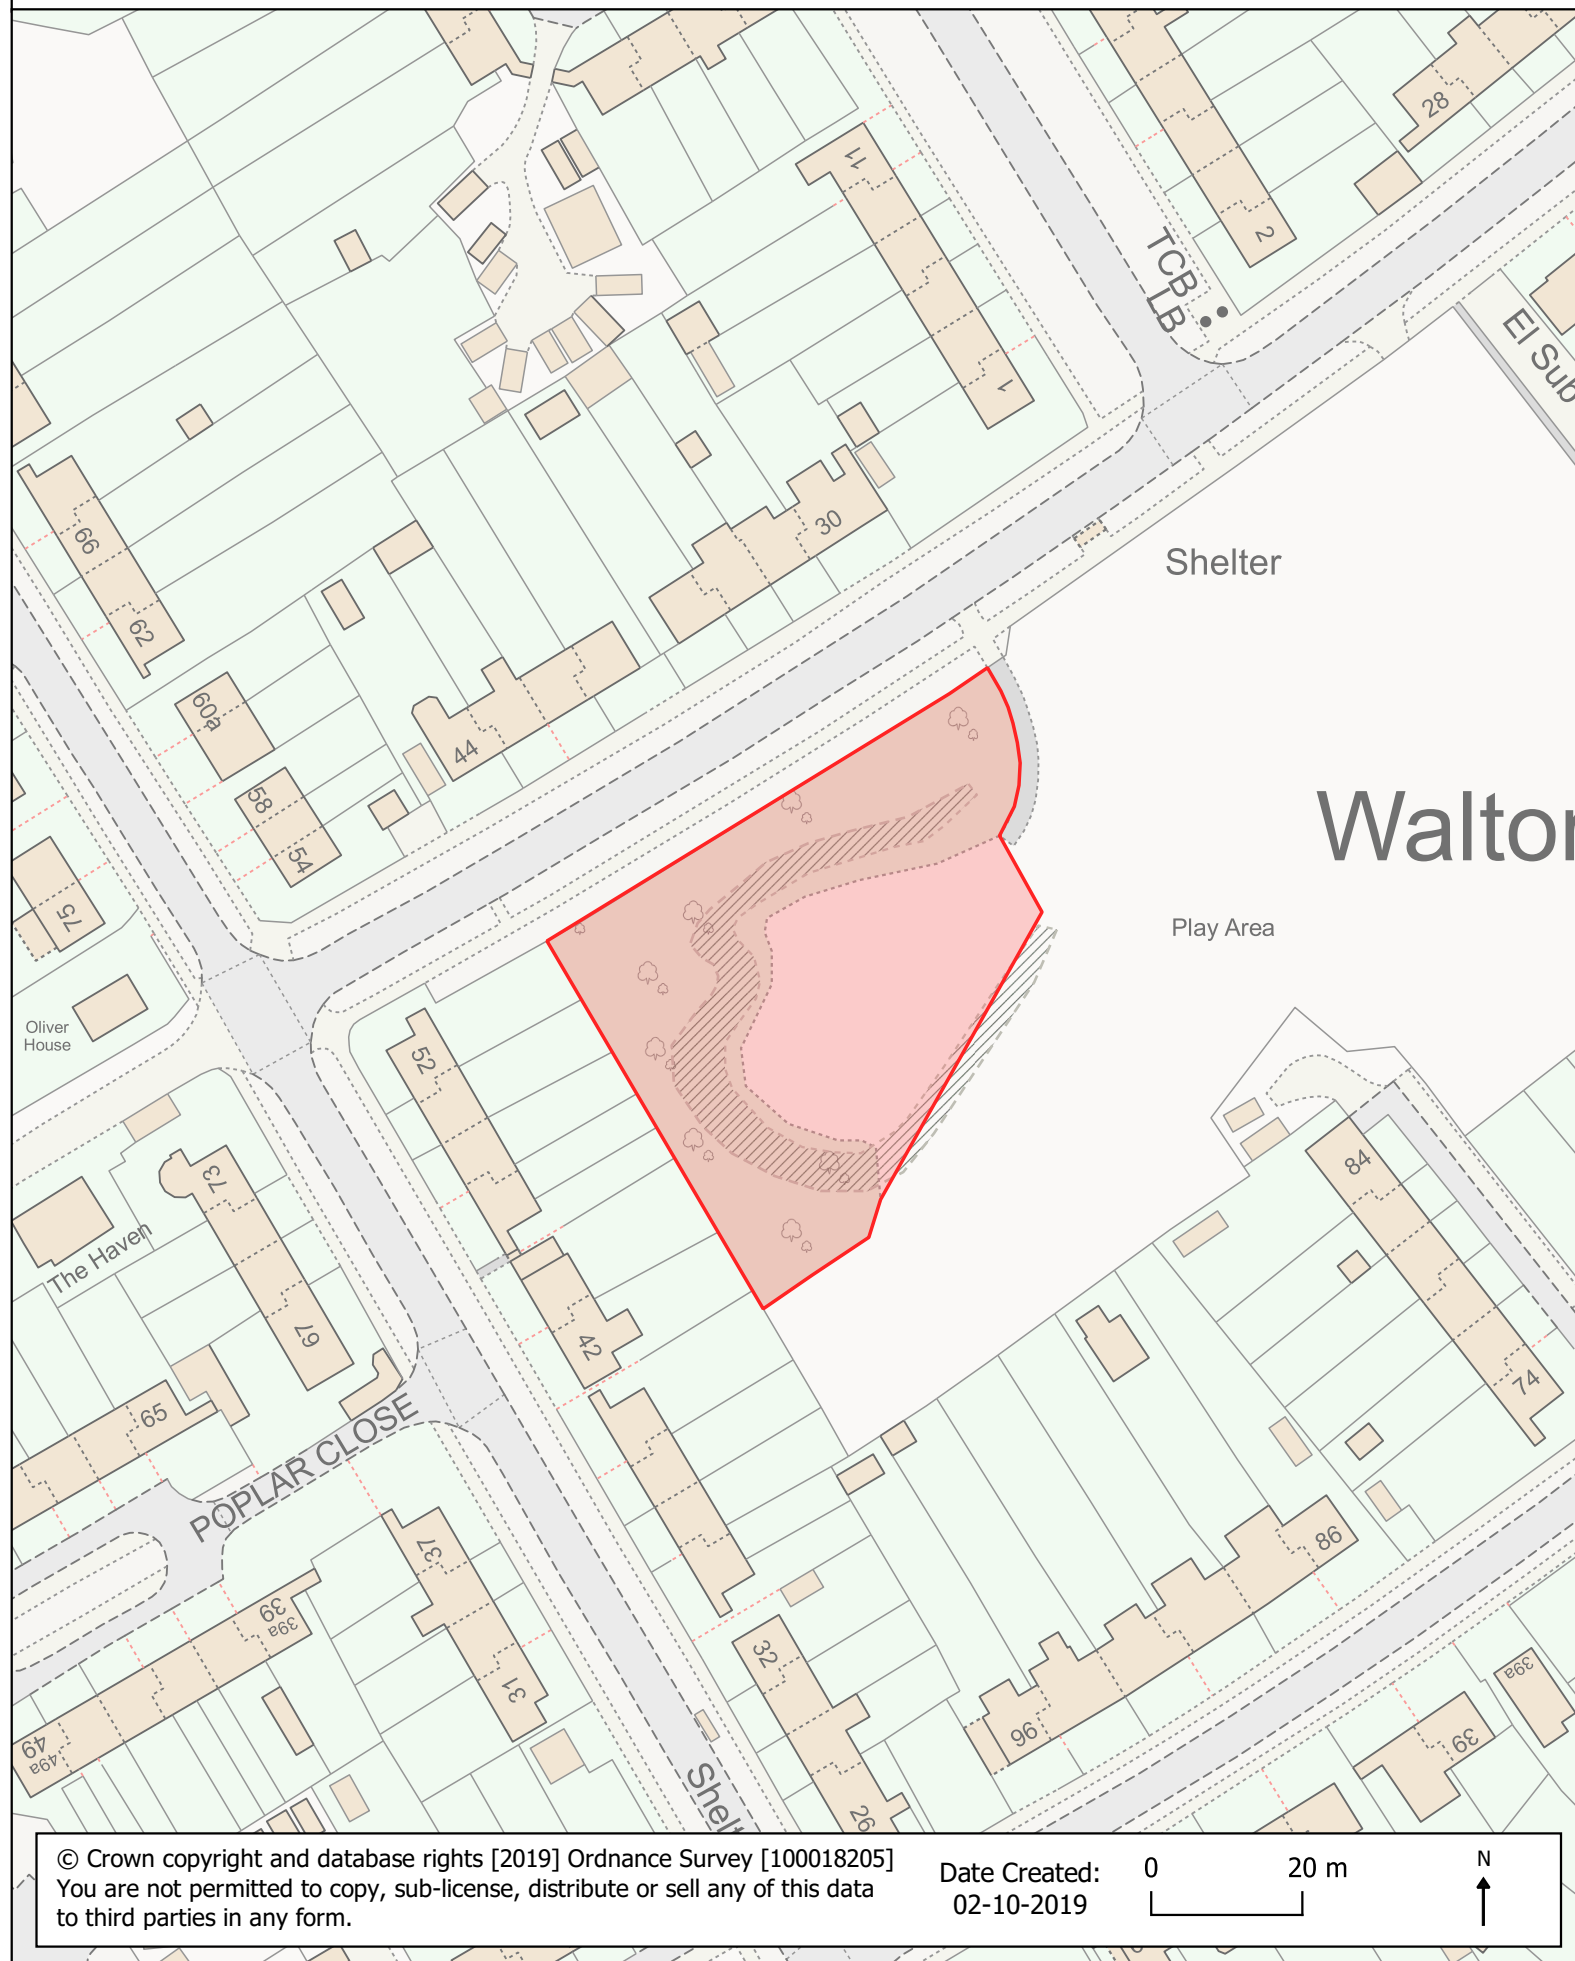 11
28
2
TCB
LB
El Sub
1
30
66
62
Shelter
60a
44
58
54
Walton
75
Play Area
Oliver
House
52
73
84
The Haven
67
42
74
65
POPLAR CLOSE
37
98
39
39a
31
32
96
39a
39
49
49a
Shelt
26
© Crown copyright and database rights [2019] Ordnance Survey [100018205]
You are not permitted to copy, sub-license, distribute or sell any of this data
to third parties in any form.
Date Created:
02-10-2019
0 20 m
N